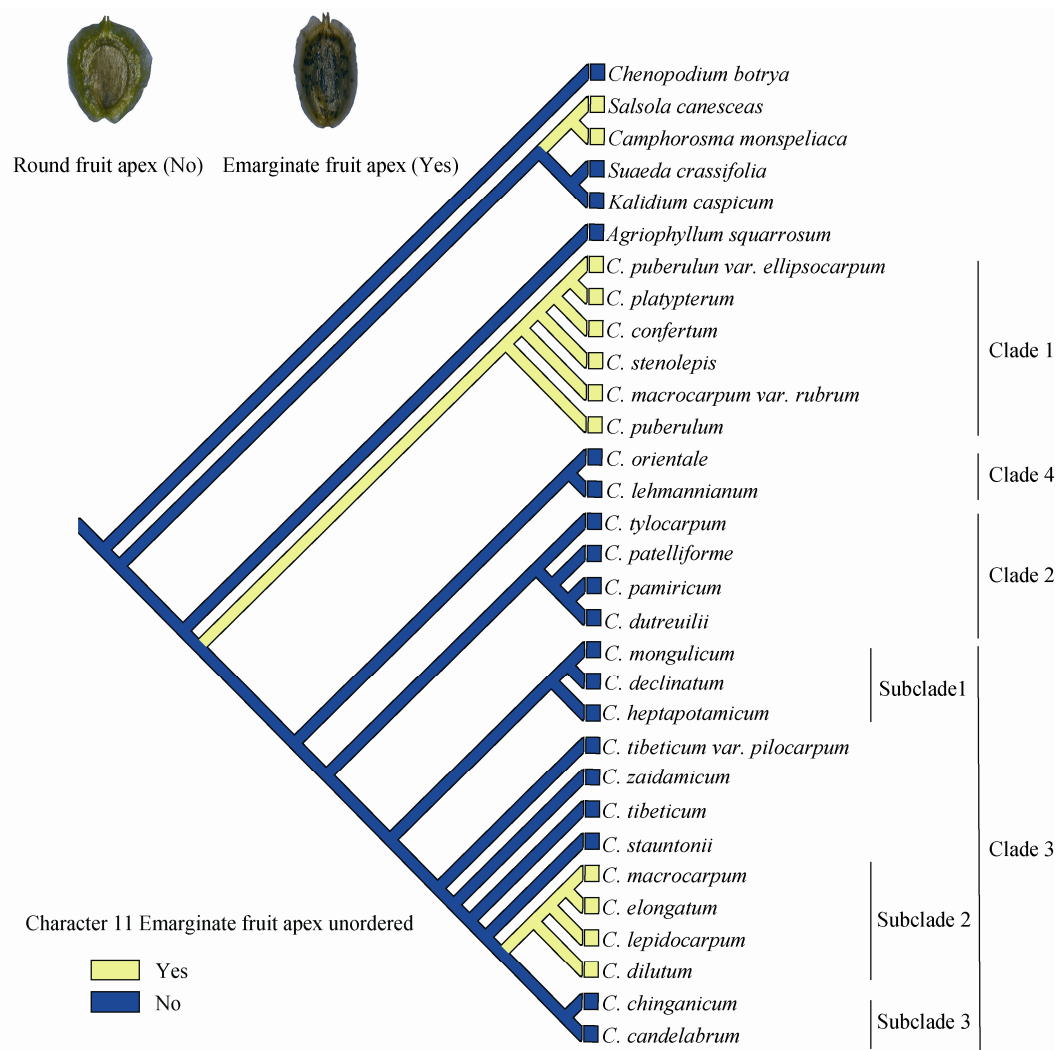 Round fruit apex (No)
Emarginate fruit apex (Yes)
Chenopodium botrya
Salsola canesceas
Camphorosma monspeliaca
Suaeda crassifolia
Kalidium caspicum
Agriophyllum squarrosum
C. puberulun var. ellipsocarpum
C. platypterum
C. confertum
C. stenolepis
C. macrocarpum var. rubrum
C. puberulum
Clade 1
C. orientale
C. lehmannianum
Clade 4
C. tylocarpum
C. patelliforme
C. pamiricum
C. dutreuilii
Clade 2
C. mongulicum
C. declinatum
C. heptapotamicum
Subclade1
C. tibeticum var. pilocarpum
C. zaidamicum
C. tibeticum
C. stauntonii
C. macrocarpum
C. elongatum
C. lepidocarpum
C. dilutum
Subclade 2
C. chinganicum
C. candelabrum
Subclade 3
Clade 3
Character 11 Emarginate fruit apex unordered
Yes
No